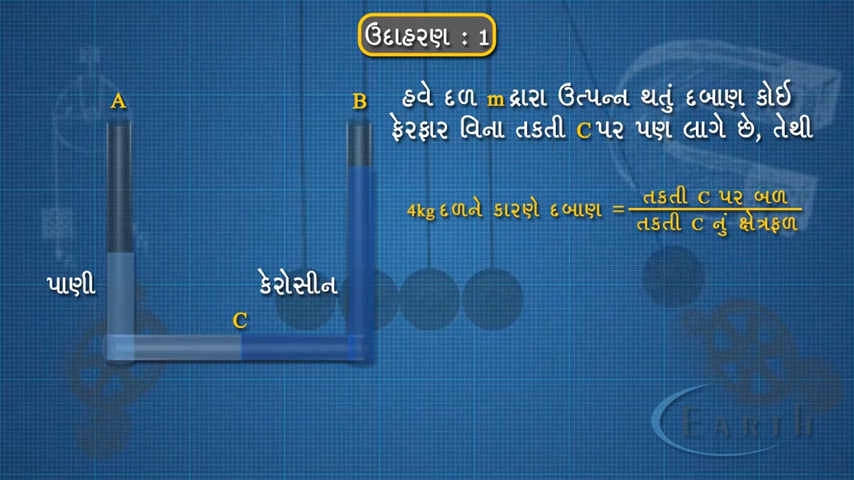 ઉદાહરણ : 1
A
B
હવે દળ m દ્વારા ઉત્પન્ન થતું દબાણ કોઈ
ફેરફાર વિના તકતી C પર પણ લાગે છે, તેથી
4kg દળને કારણે દબાણ = તકતી C પર બળ
તકતી C નું ક્ષેત્રફળ
પાણી
કેરોસીન
C
EARTH